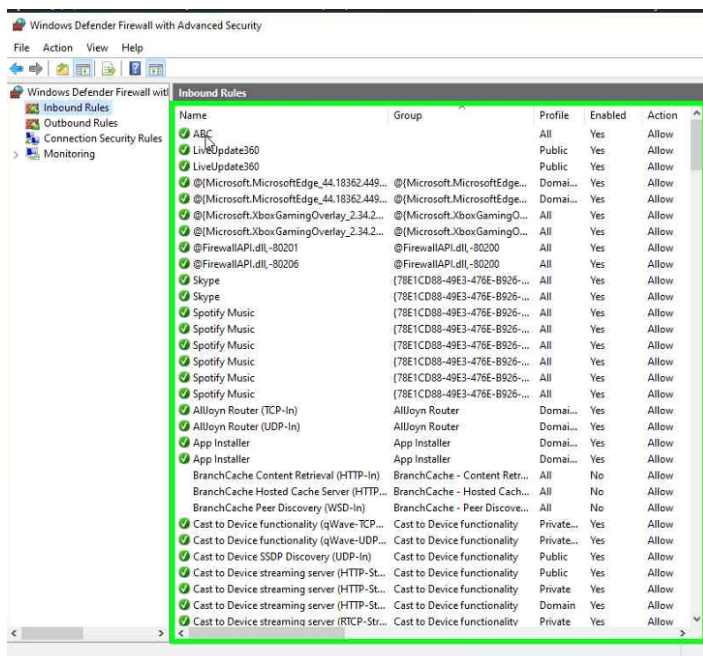 Windows Defender Firewall with Advanced Security
File Action View Help
Windows Defender Firewall witl
Inbound Rules
Outbound Rules
Connection Security Rules
Monitoring
Inbound Rules
Name Group Profile Enabled Action
ABC All Yes Allow
LiveUpdate360 Public Yes Allow
LiveUpdate360 Public Yes Allow
@{Microsoft.MicrosoftEdge_44.18362.449... @{Microsoft.MicrosoftEdge... Domai... Yes Allow
@{Microsoft.MicrosoftEdge_44.18362.449... @{Microsoft.MicrosoftEdge... Domai... Yes Allow
@{Microsoft.XboxGamingOverlay_2.34.2... @{Microsoft.XboxGamingO... All Yes Allow
@{Microsoft.XboxGamingOverlay_2.34.2... @{Microsoft.XboxGamingO... All Yes Allow
@FirewallAPI.dll,-80201 @FirewallAPI.dll,-80200 All Yes Allow
@FirewallAPI.dll,-80206 @FirewallAPI.dll,-80200 All Yes Allow
Skype {78E1CD88-49E3-476E-B926-... All Yes Allow
Skype {78E1CD88-49E3-476E-B926-... All Yes Allow
Spotify Music {78E1CD88-49E3-476E-B926-... All Yes Allow
Spotify Music {78E1CD88-49E3-476E-B926-... All Yes Allow
Spotify Music {78E1CD88-49E3-476E-B926-... All Yes Allow
Spotify Music {78E1CD88-49E3-476E-B926-... All Yes Allow
Spotify Music {78E1CD88-49E3-476E-B926-... All Yes Allow
Spotify Music {78E1CD88-49E3-476E-B926-... All Yes Allow
AllJoyn Router (TCP-In) AllJoyn Router Domai... Yes Allow
AllJoyn Router (UDP-In) AllJoyn Router Domai... Yes Allow
App Installer App Installer Domai... Yes Allow
App Installer App Installer Domai... Yes Allow
BranchCache Content Retrieval (HTTP-In) BranchCache - Content Retr... All No Allow
BranchCache Hosted Cache Server (HTTP... BranchCache - Hosted Cach... All No Allow
BranchCache Peer Discovery (WSD-In) BranchCache - Peer Discove... All No Allow
Cast to Device functionality (qWave-TCP... Cast to Device functionality Private... Yes Allow
Cast to Device functionality (qWave-UDP... Cast to Device functionality Private... Yes Allow
Cast to Device SSDP Discovery (UDP-In) Cast to Device functionality Public Yes Allow
Cast to Device streaming server (HTTP-St... Cast to Device functionality Public Yes Allow
Cast to Device streaming server (HTTP-St... Cast to Device functionality Private Yes Allow
Cast to Device streaming server (HTTP-St... Cast to Device functionality Domain Yes Allow
Cast to Device streaming server (RTCP-Str... Cast to Device functionality Private Yes Allow